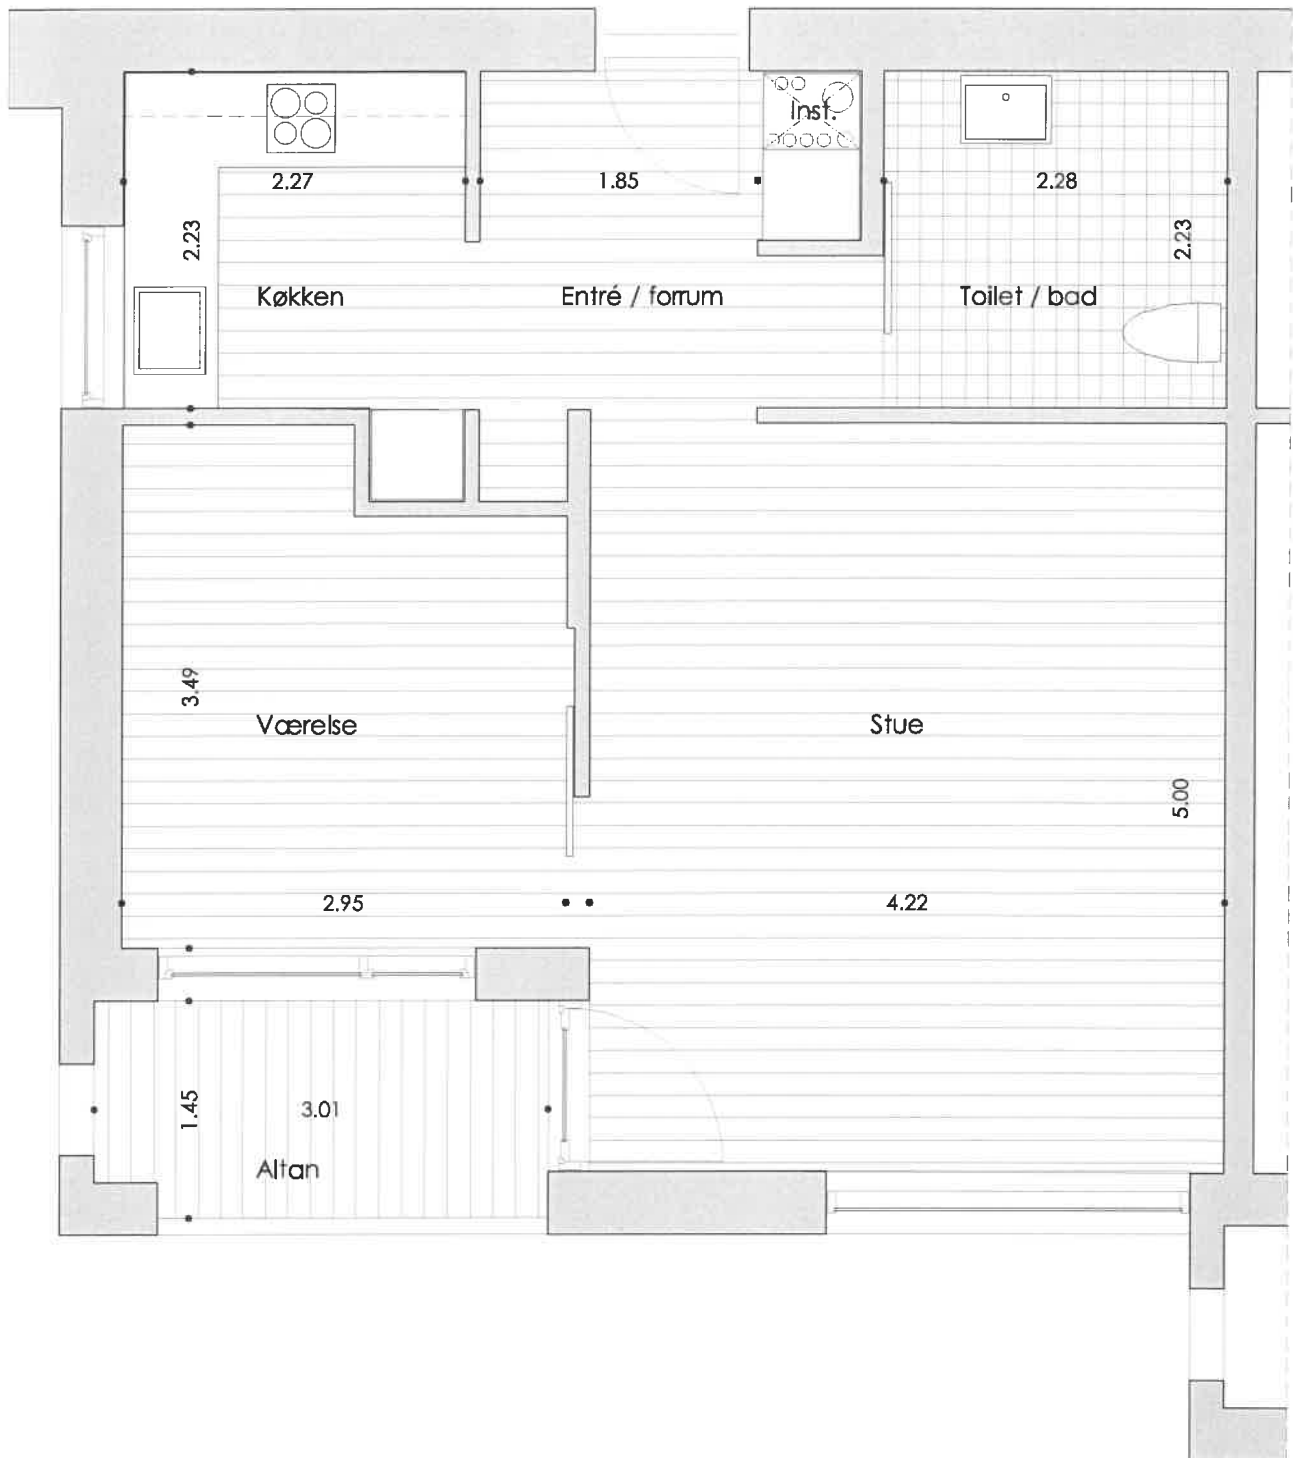 Inst.
2.27
1.85
2.28
2.23
2.23
Køkken
Entré / forrum
Toilet / bad
3.49
Værelse
Stue
5.00
2.95
4.22
1.45
3.01
Altan